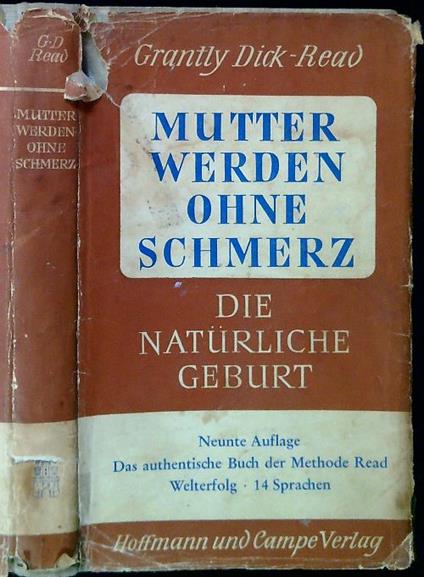 G-D
Read
MUTTER
WERDEN
OHNE
SCHMERZ
Grantly Dick-Read
MUTTER
WERDEN
OHNE
SCHMERZ
DIE
NATÜRLICHE
GEBURT
Neunte Auflage
Das authentische Buch der Methode Read
Welterfolg · 14 Sprachen
Hoffmann und Campe Verlag